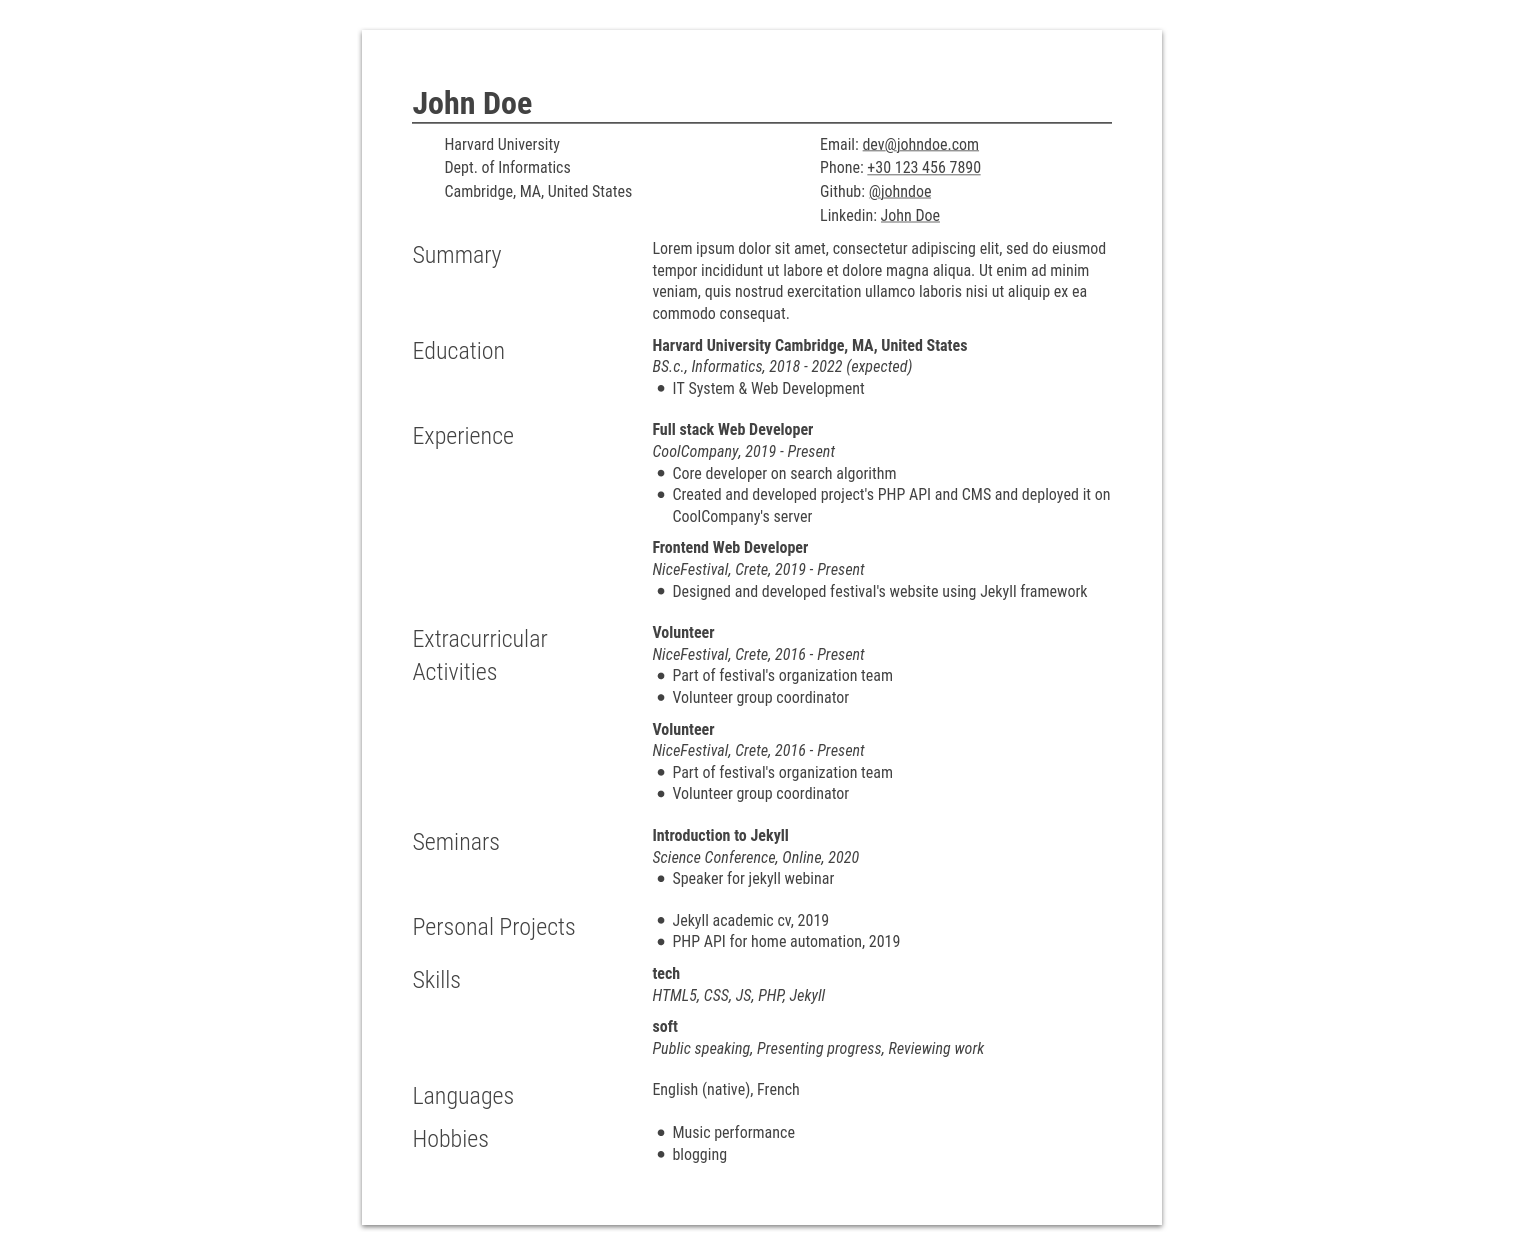 John Doe
Harvard University
Dept. of Informatics
Cambridge, MA, United States
Email: dev@johndoe.com
Phone: +30 123 456 7890
Github: @johndoe
Linkedin: John Doe
Summary
Lorem ipsum dolor sit amet, consectetur adipiscing elit, sed do eiusmod
tempor incididunt ut labore et dolore magna aliqua. Ut enim ad minim
veniam, quis nostrud exercitation ullamco laboris nisi ut aliquip ex ea
commodo consequat.
Education
Harvard University Cambridge, MA, United States
BS.c., Informatics, 2018 - 2022 (expected)
● IT System & Web Development
Experience
Full stack Web Developer
CoolCompany, 2019 - Present
● Core developer on search algorithm
● Created and developed project's PHP API and CMS and deployed it on
CoolCompany's server
Frontend Web Developer
NiceFestival, Crete, 2019 - Present
● Designed and developed festival's website using Jekyll framework
Extracurricular
Activities
Volunteer
NiceFestival, Crete, 2016 - Present
● Part of festival's organization team
● Volunteer group coordinator
Volunteer
NiceFestival, Crete, 2016 - Present
● Part of festival's organization team
● Volunteer group coordinator
Seminars
Introduction to Jekyll
Science Conference, Online, 2020
● Speaker for jekyll webinar
Personal Projects
● Jekyll academic cv, 2019
● PHP API for home automation, 2019
Skills
tech
HTML5, CSS, JS, PHP, Jekyll
soft
Public speaking, Presenting progress, Reviewing work
Languages
English (native), French
Hobbies
● Music performance
● blogging